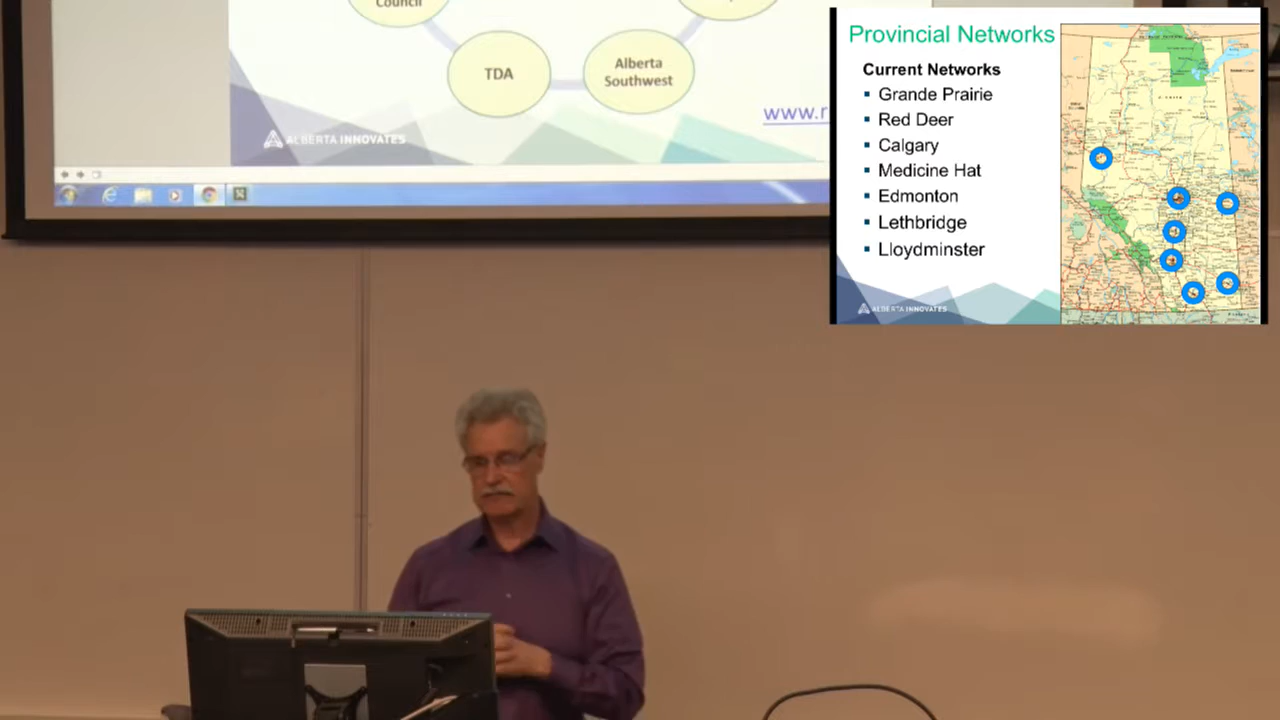 Council
TDA
Alberta
Southwest
www.r
ALBERTA INNOVATES
Provincial Networks
Current Networks
▪ Grande Prairie
▪ Red Deer
▪ Calgary
▪ Medicine Hat
▪ Edmonton
▪ Lethbridge
▪ Lloydminster
ALBERTA INNOVATES